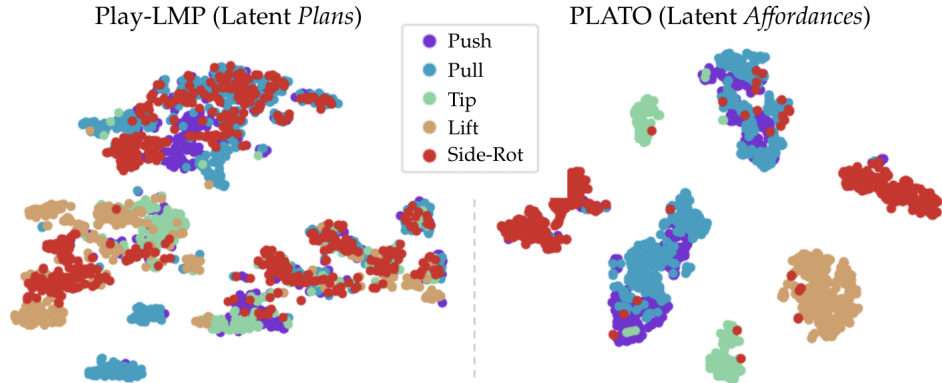 Play-LMP (Latent Plans)
PLATO (Latent Affordances)
Push
Pull
Tip
Lift
Side-Rot